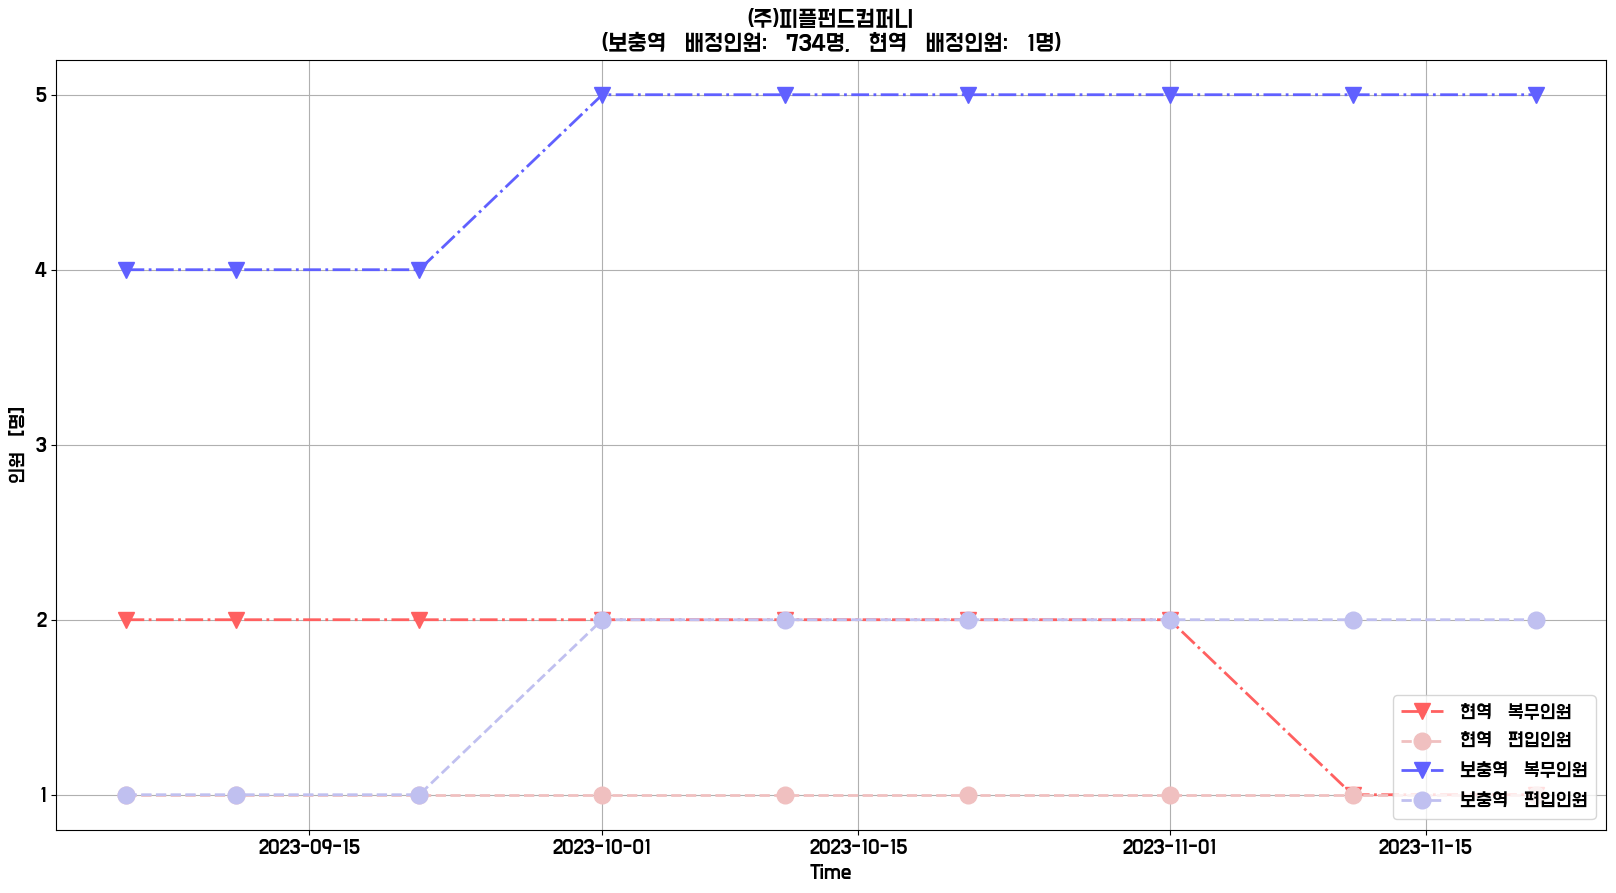 (주)피플펀드컴퍼니
(보충역 배정인원: 734명, 현역 배정인원: 1명)
인원 [명]
5
4
3
2
1
2023-09-15 2023-10-01 2023-10-15 2023-11-01 2023-11-15
Time
현역 복무인원
현역 편입인원
보충역 복무인원
보충역 편입인원